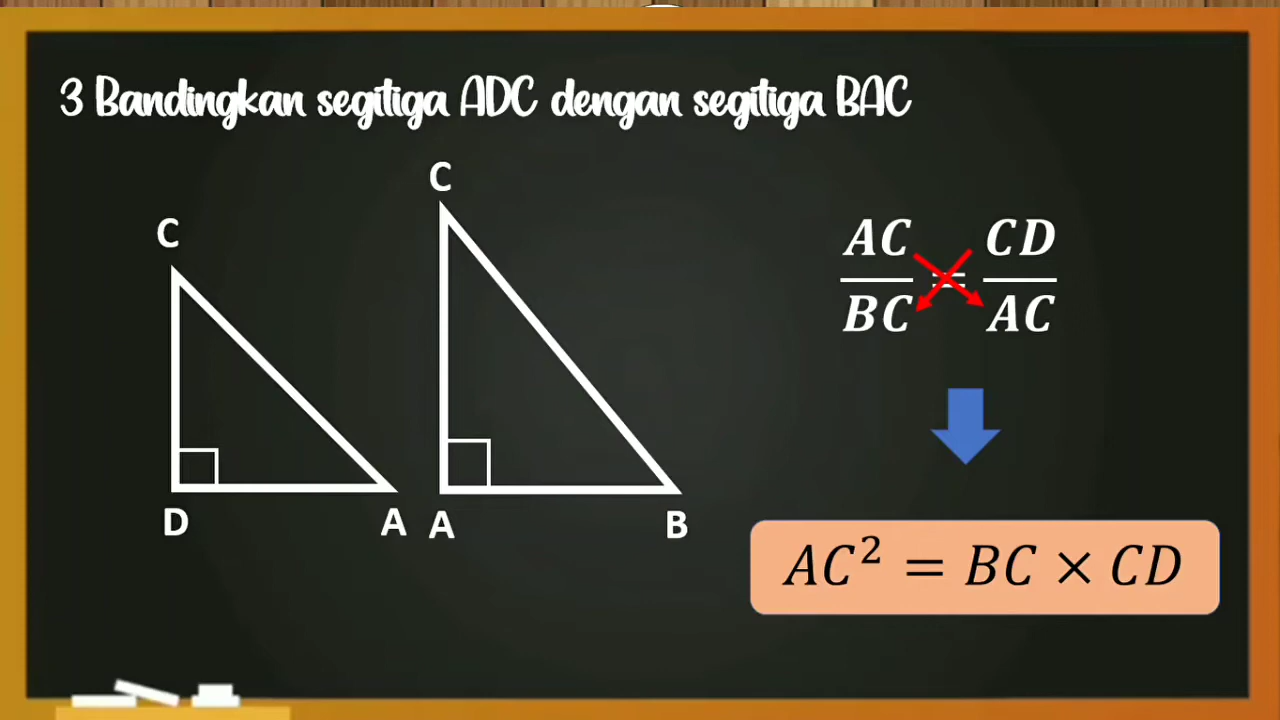 3 Bandingkan segitiga ADC dengan segitiga BAC
C
C
D
A
A
B
AC/BC = CD/AC
AC² = BC × CD